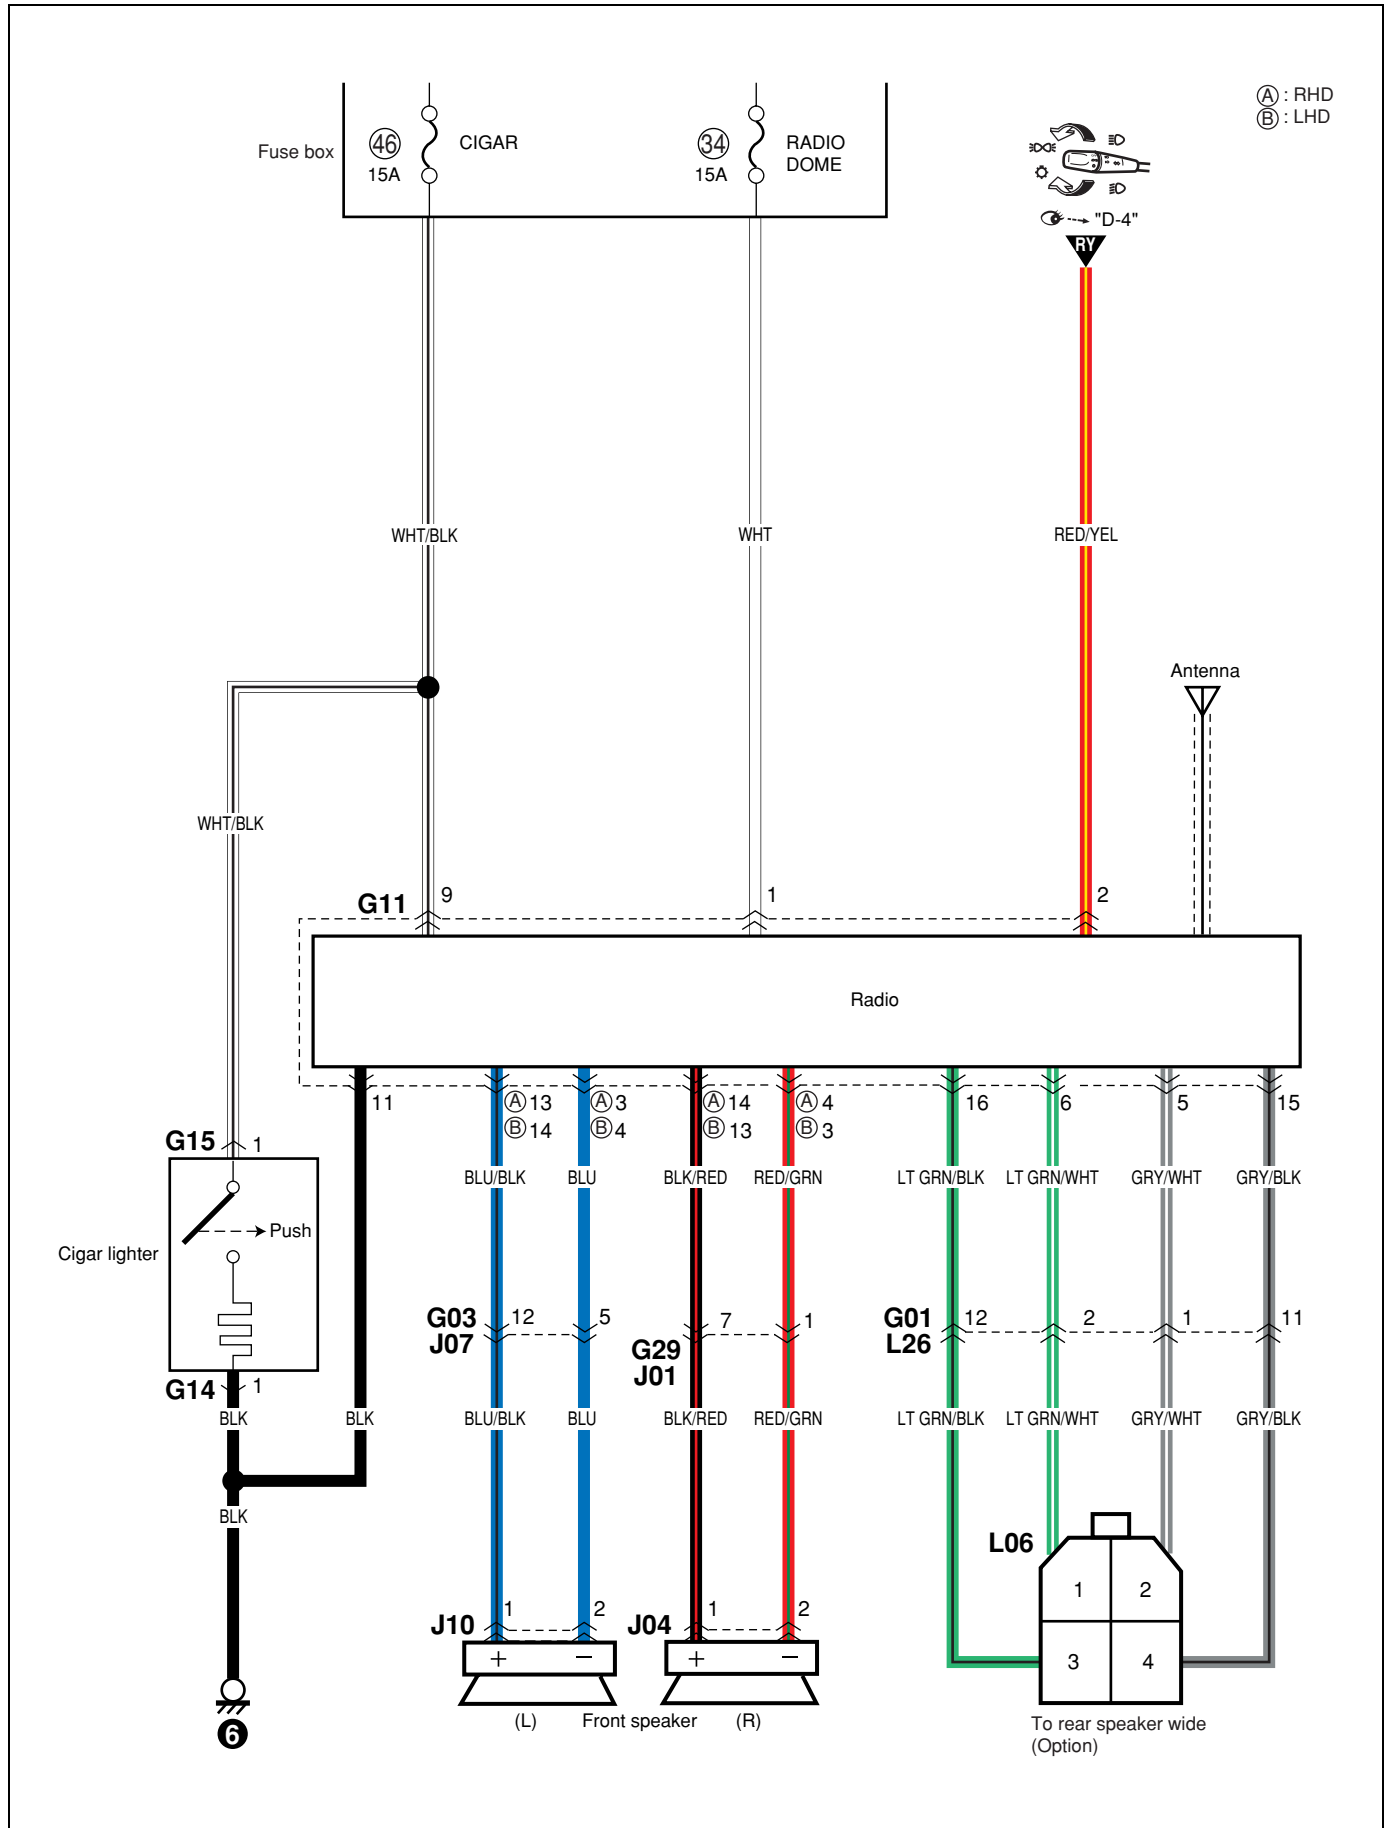 Ⓐ : RHD
Ⓑ : LHD
Fuse box
46
15A
CIGAR
34
15A
RADIO
DOME
"D-4"
RY
WHT/BLK
WHT
RED/YEL
Antenna
WHT/BLK
G11
9
1
2
Radio
11
Ⓐ13
Ⓑ14
Ⓐ3
Ⓑ4
Ⓐ14
Ⓑ13
Ⓐ4
Ⓑ3
16
6
5
15
G15
1
BLU/BLK
BLU
BLK/RED
RED/GRN
LT GRN/BLK
LT GRN/WHT
GRY/WHT
GRY/BLK
Push
Cigar lighter
G03
J07
12
5
G29
J01
7
1
G01
L26
12
2
1
11
G14
1
BLK
BLK
BLU/BLK
BLU
BLK/RED
RED/GRN
LT GRN/BLK
LT GRN/WHT
GRY/WHT
GRY/BLK
BLK
L06
1
2
3
4
J10
1
2
J04
1
2
+
−
+
−
(L)
Front speaker
(R)
To rear speaker wide
(Option)
6